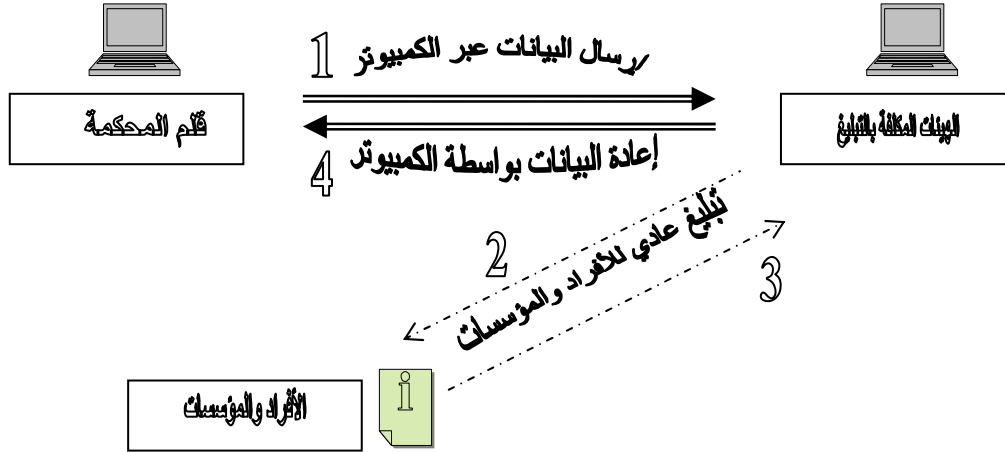 1
إرسال البيانات عبر الكمبيوتر
قلم المحكمة
الهيئات المكلفة بالتبليغ
إعادة البيانات بواسطة الكمبيوتر
4
2
تبليغ عادي للأفراد والمؤسسات
3
الأفراد والمؤسسات
i